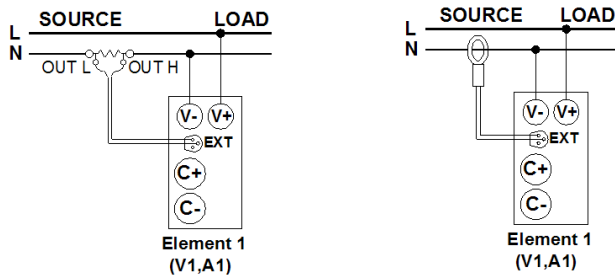 SOURCE LOAD
L
N
OUT L OUT H
V- V+
EXT
C+
C-
Element 1
(V1,A1)
SOURCE LOAD
L
N
V- V+
EXT
C+
C-
Element 1
(V1,A1)